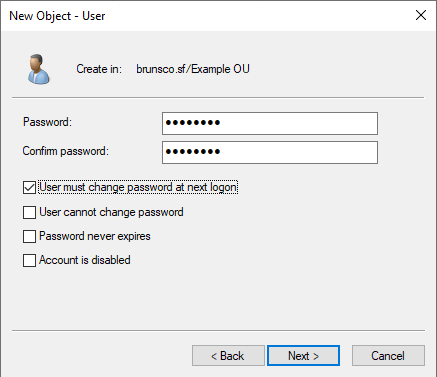 New Object - User
Create in: brunsco.sf/Example OU
Password: ●●●●●●●●
Confirm password: ●●●●●●●●
User must change password at next logon
User cannot change password
Password never expires
Account is disabled
< Back Next > Cancel